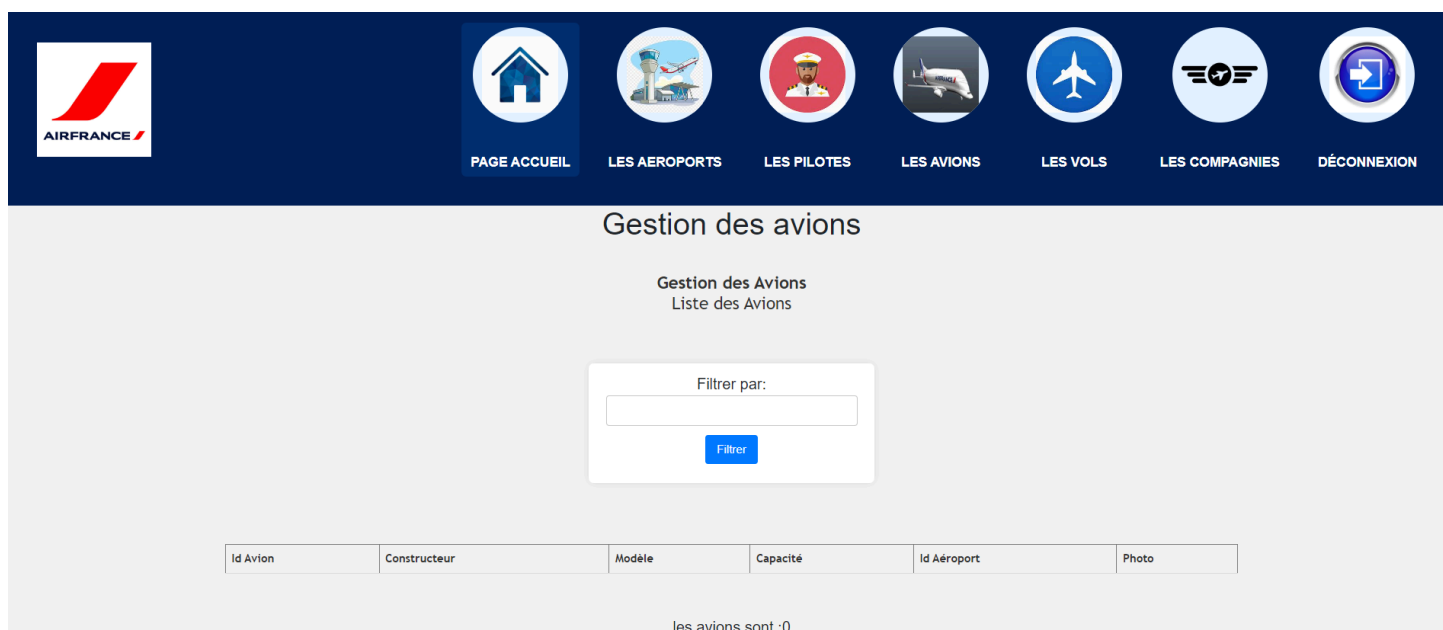 AIRFRANCE
PAGE ACCUEIL
LES AEROPORTS
LES PILOTES
LES AVIONS
LES VOLS
LES COMPAGNIES
DÉCONNEXION
Gestion des avions
Gestion des Avions
Liste des Avions
Filtrer par:
Filtrer
Id Avion Constructeur Modèle Capacité Id Aéroport Photo
les avions sont :0